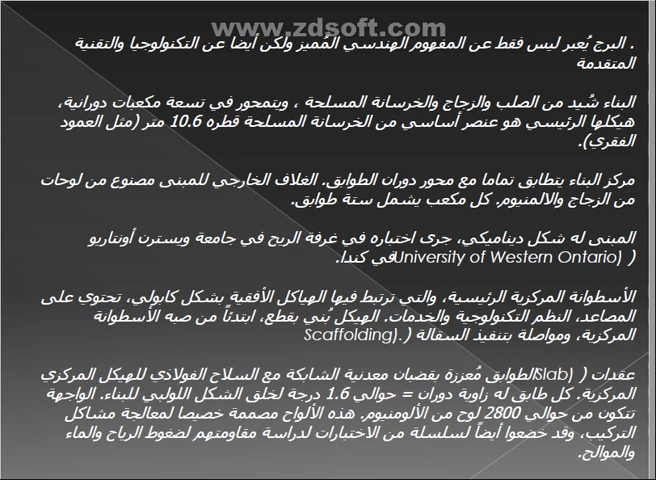 www.zdsoft.com
. البرج يُعبر ليس فقط عن المفهوم الهندسي المُميز ولكن أيضا عن التكنولوجيا والتقنية
المتقدمة
البناء شُيد من الصلب والزجاج والخرسانة المسلحة ، ويتمحور في تسعة مكعبات دورانية،
هيكلها الرئيسي هو عنصر أساسي من الخرسانة المسلحة قطره 10.6 متر (مثل العمود
الفقري).
مركز البناء يتطابق تماما مع محور دوران الطوابق. الغلاف الخارجي للمبنى مصنوع من لوحات
من الزجاج والالمنيوم. كل مكعب يشمل ستة طوابق.
المبنى له شكل ديناميكي، جرى اختباره في غرفة الريح في جامعة ويسترن أونتاريو
( (University of Western Ontarioفي كندا.
الأسطوانة المركزية الرئيسية، والتي ترتبط فيها الهياكل الأفقية بشكل كابولي، تحتوي على
المصاعد، النظم التكنولوجية والخدمات. الهيكل بُني بقطع، ابتدئاً من صبه الأسطوانة
المركزية، ومواصلة بتنفيذ السقالة (.(Scaffolding
عقدات ( (Slabالطوابق مُعززة بقضبان معدنية الشابكة مع السلاح الفولاذي للهيكل المركزي
المركزية. كل طابق له زاوية دوران = حوالي 1.6 درجة لخلق الشكل اللولبي للبناء. الواجهة
تتكون من حوالي 2800 لوح من الألومنيوم. هذه الألواح مصممة خصيصا لمعالجة مشاكل
التركيب، وقد خضعوا أيضاً لسلسلة من الاختبارات لدراسة مقاومتهم لضغوط الرياح والماء
والموالح.